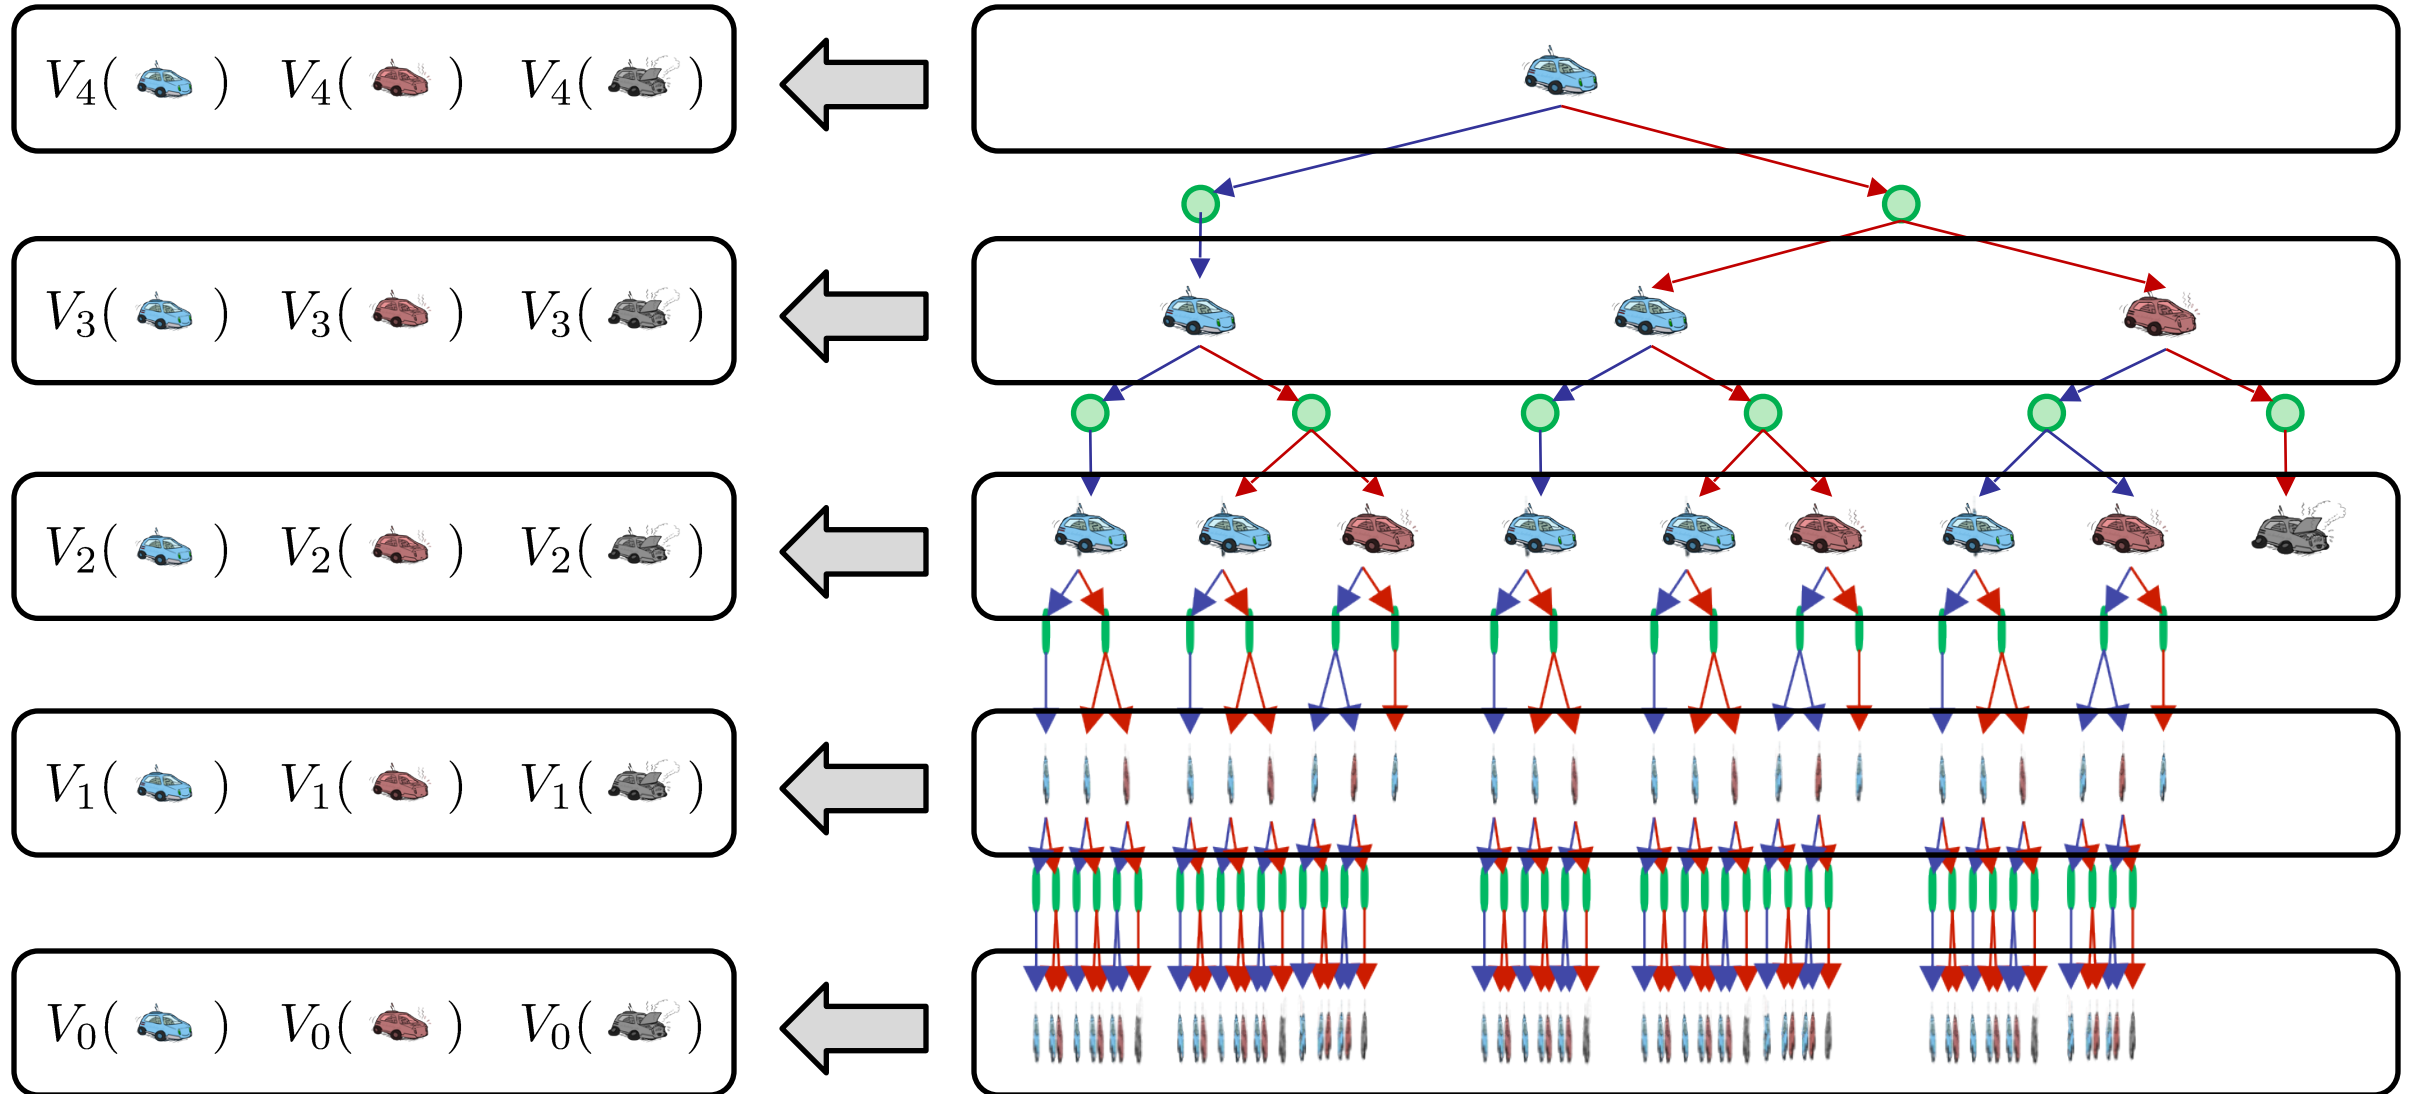 V₄( ) V₄( ) V₄( )
V₃( ) V₃( ) V₃( )
V₂( ) V₂( ) V₂( )
V₁( ) V₁( ) V₁( )
V₀( ) V₀( ) V₀( )